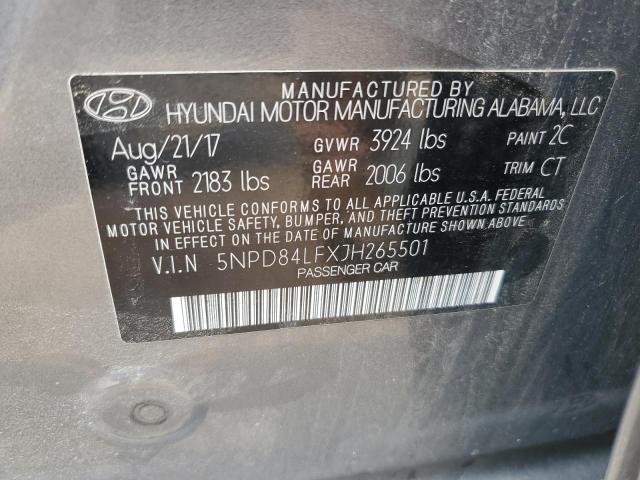 MANUFACTURED BY
HYUNDAI MOTOR MANUFACTURING ALABAMA, LLC
Aug/21/17 GVWR 3924 lbs PAINT 2C
GAWR FRONT 2183 lbs GAWR REAR 2006 lbs TRIM CT
THIS VEHICLE CONFORMS TO ALL APPLICABLE U.S.A. FEDERAL
MOTOR VEHICLE SAFETY, BUMPER, AND THEFT PREVENTION
STANDARDS IN EFFECT ON THE DATE OF MANUFACTURE SHOWN ABOVE.
V.I.N 5NPD84LFXJH265501
PASSENGER CAR